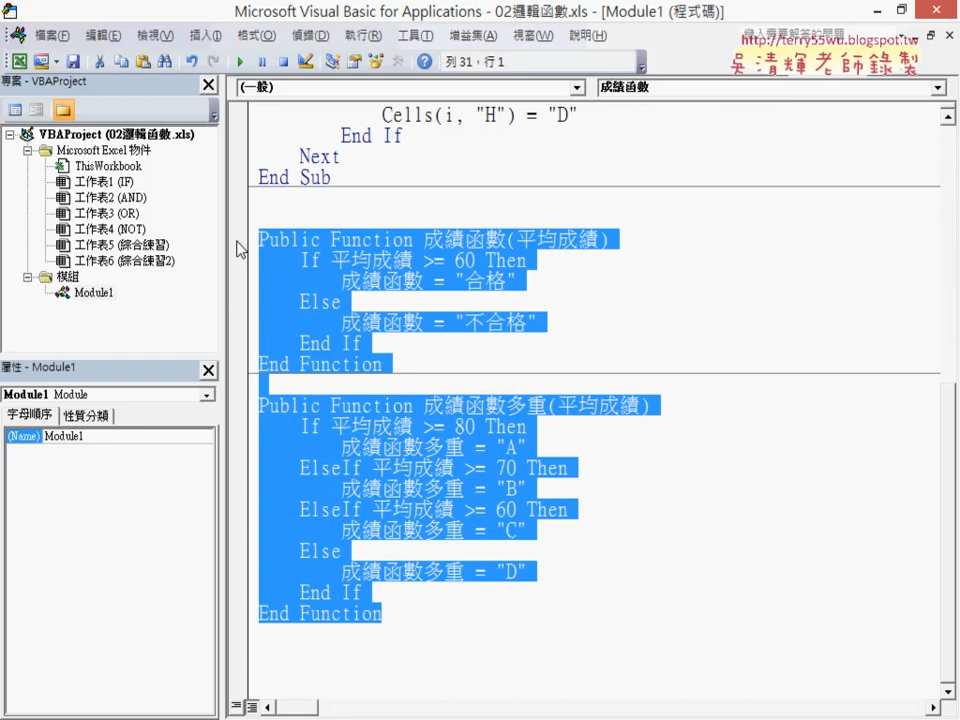 Microsoft Visual Basic for Applications - 02邏輯函數.xls - [Module1 (程式碼)]
檔案(F) 編輯(E) 檢視(V) 插入(I) 格式(O) 偵錯(D) 執行(R) 工具(T) 增益集(A) 視窗(W) 說明(H)
http://terry55wu.blogspot.tw
吳清輝老師錄製
列 31，行 1
專案 - VBAProject
(一般)
成績函數
VBAProject (02邏輯函數.xls)
Microsoft Excel 物件
ThisWorkbook
工作表1 (IF)
工作表2 (AND)
工作表3 (OR)
工作表4 (NOT)
工作表5 (綜合練習)
工作表6 (綜合練習2)
模組
Module1
屬性 - Module1
Module1 Module
字母順序 性質分類
(Name) Module1
Cells(i, "H") = "D"
End If
Next
End Sub
Public Function 成績函數(平均成績)
If 平均成績 >= 60 Then
成績函數 = "合格"
Else
成績函數 = "不合格"
End If
End Function
Public Function 成績函數多重(平均成績)
If 平均成績 >= 80 Then
成績函數多重 = "A"
ElseIf 平均成績 >= 70 Then
成績函數多重 = "B"
ElseIf 平均成績 >= 60 Then
成績函數多重 = "C"
Else
成績函數多重 = "D"
End If
End Function